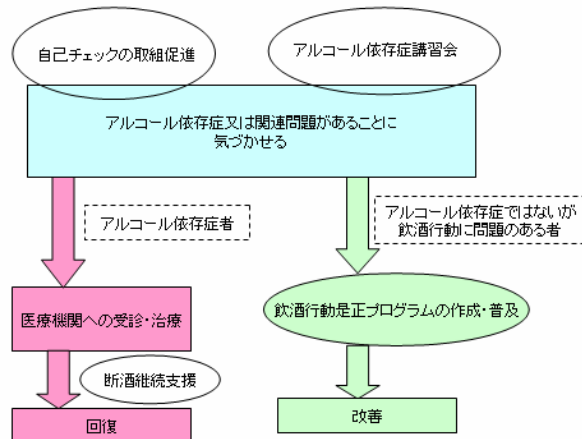 自己チェックの取組促進
アルコール依存症講習会
アルコール依存症又は関連問題があることに
気づかせる
アルコール依存症者
アルコール依存症ではないが
飲酒行動に問題のある者
医療機関への受診・治療
飲酒行動是正プログラムの作成・普及
断酒継続支援
回復
改善